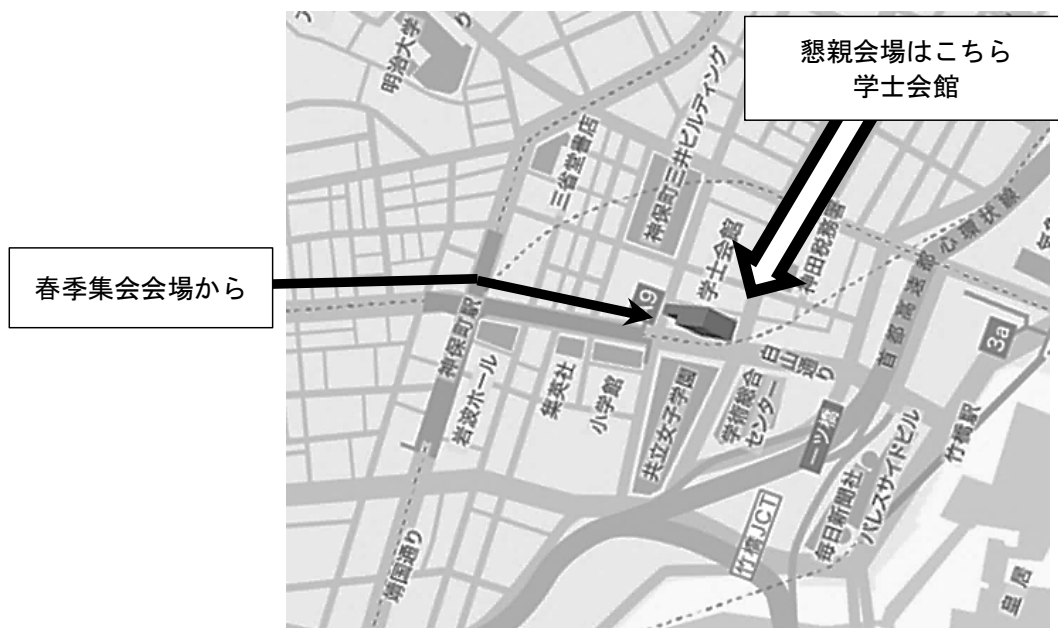 懇親会場はこちら
学士会館
春季集会会場から
明治大学
三省堂書店
神保町三井ビルディング
学士会館
神田税務署
首都高速都心環状線
A9
神保町駅
岩波ホール
集英社
小学館
共立女子学園
学術総合
センター
白山通り
一ツ橋
3a
竹橋駅
毎日新聞社
パレスサイドビル
竹橋JCT
靖国通り
皇居